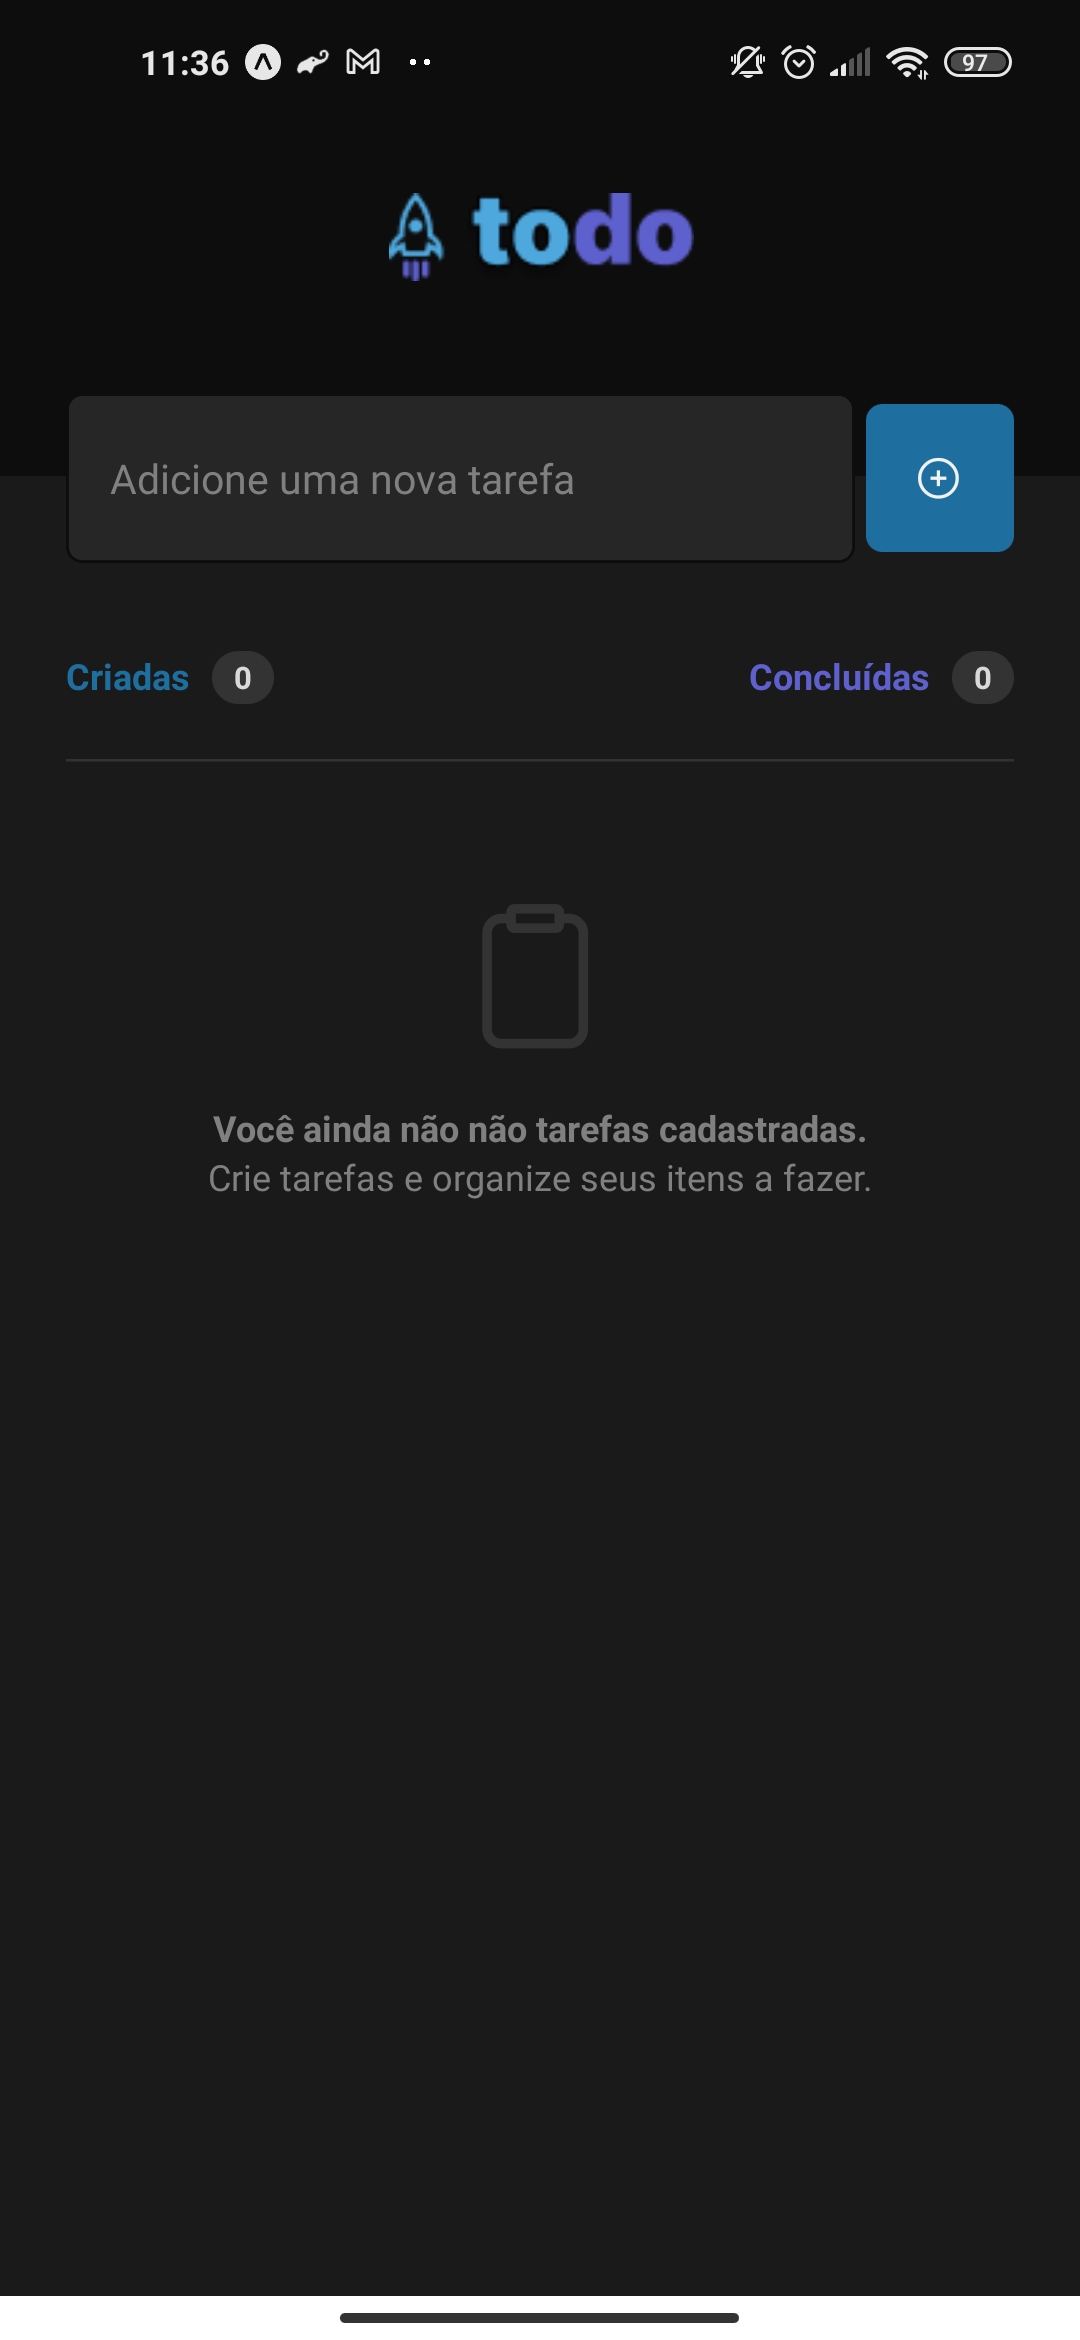 11:36
97
todo
Adicione uma nova tarefa
Criadas 0
Concluídas 0
Você ainda não não tarefas cadastradas.
Crie tarefas e organize seus itens a fazer.